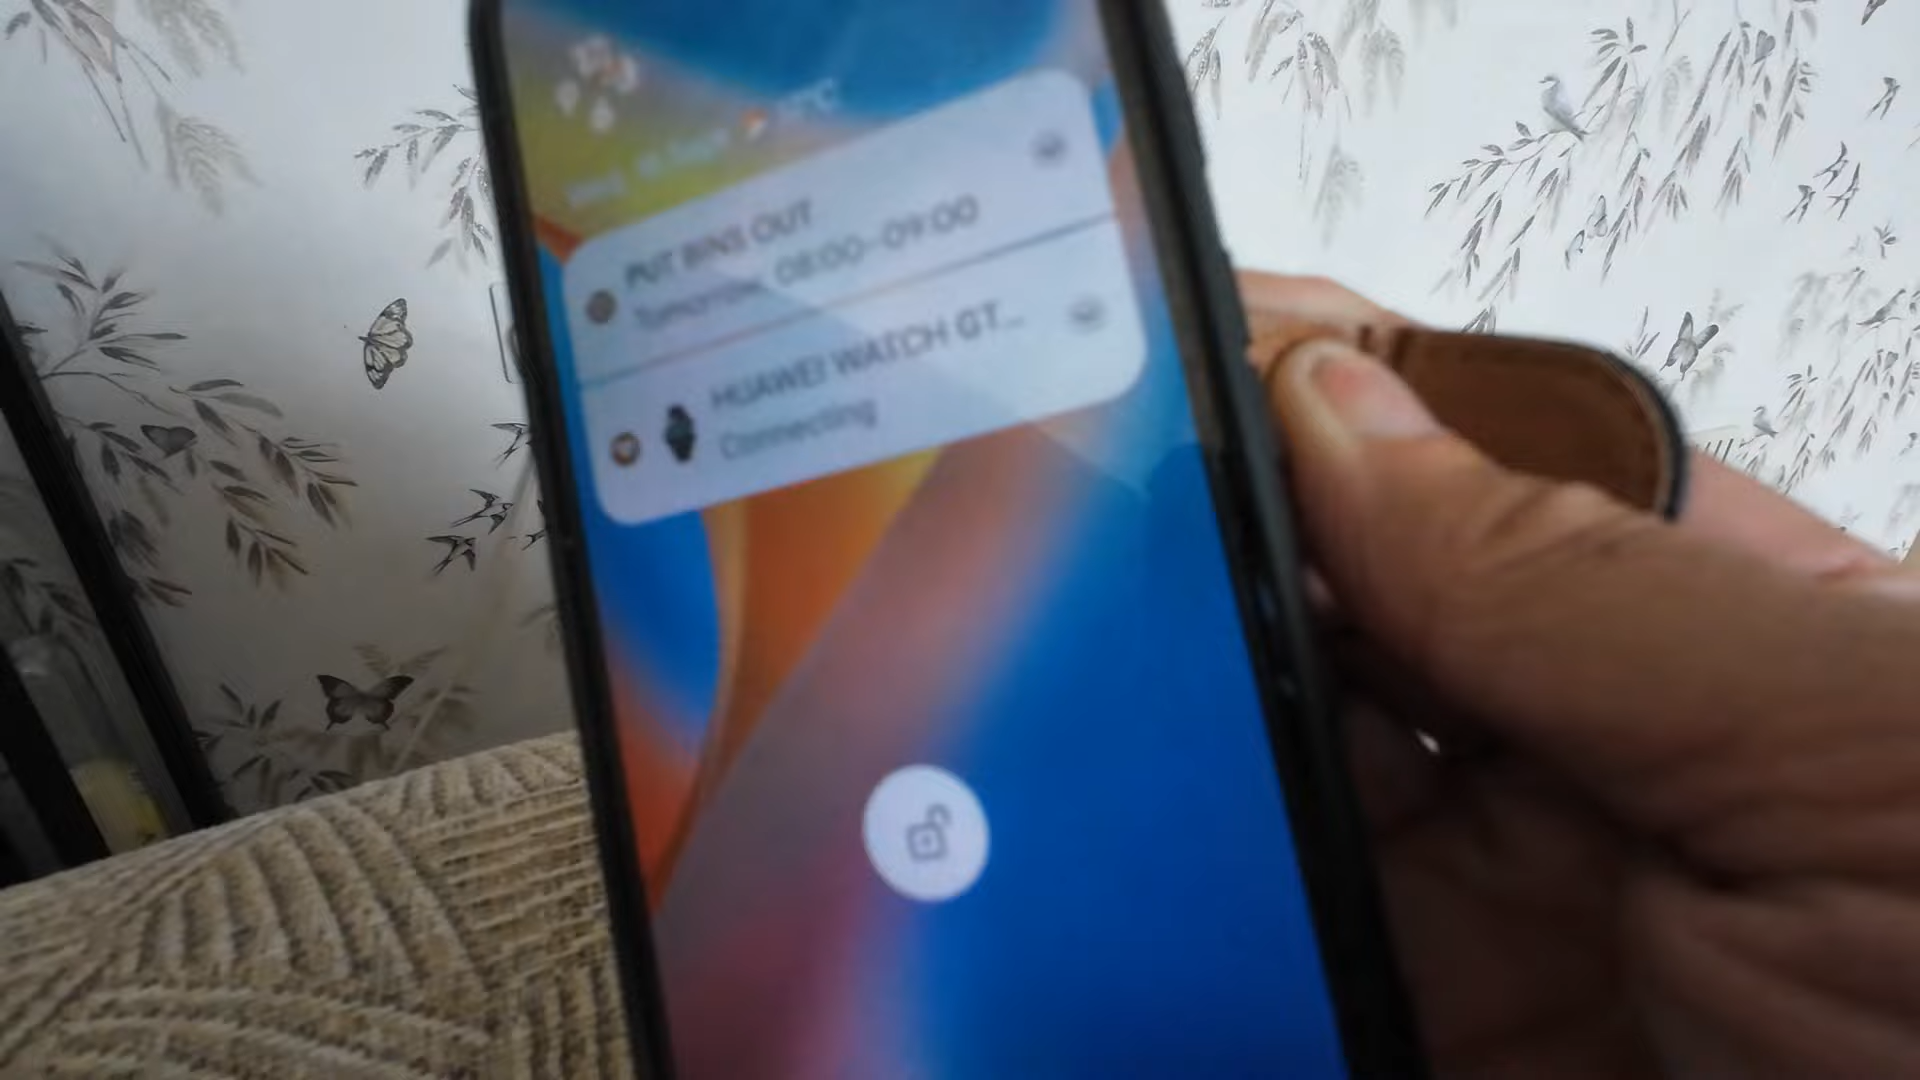 PUT BINS OUT
Tomorrow, 08:00–09:00
HUAWEI WATCH GT...
Connecting